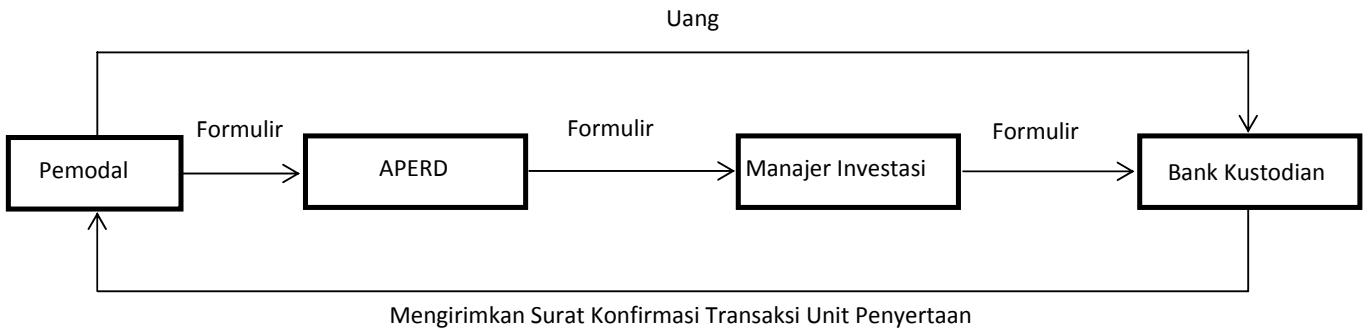 Uang
Formulir
Formulir
Formulir
Pemodal
APERD
Manajer Investasi
Bank Kustodian
Mengirimkan Surat Konfirmasi Transaksi Unit Penyertaan